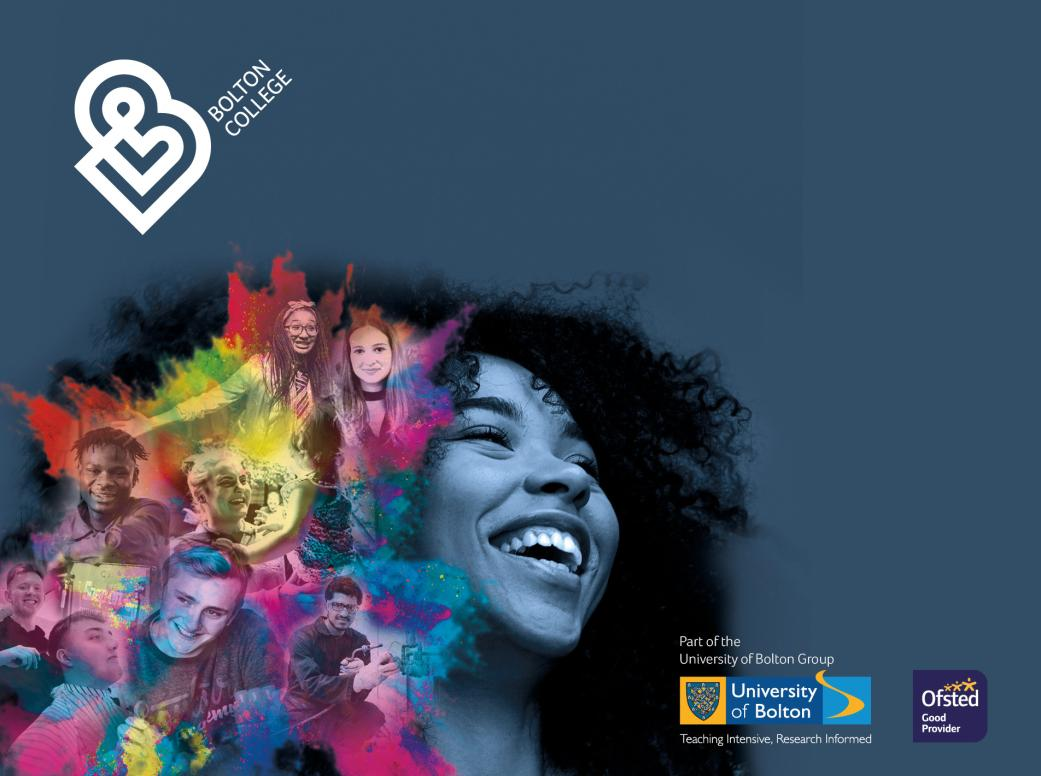 BOLTON
COLLEGE
Part of the
University of Bolton Group
University
of Bolton
Teaching Intensive, Research Informed
Ofsted
Good
Provider